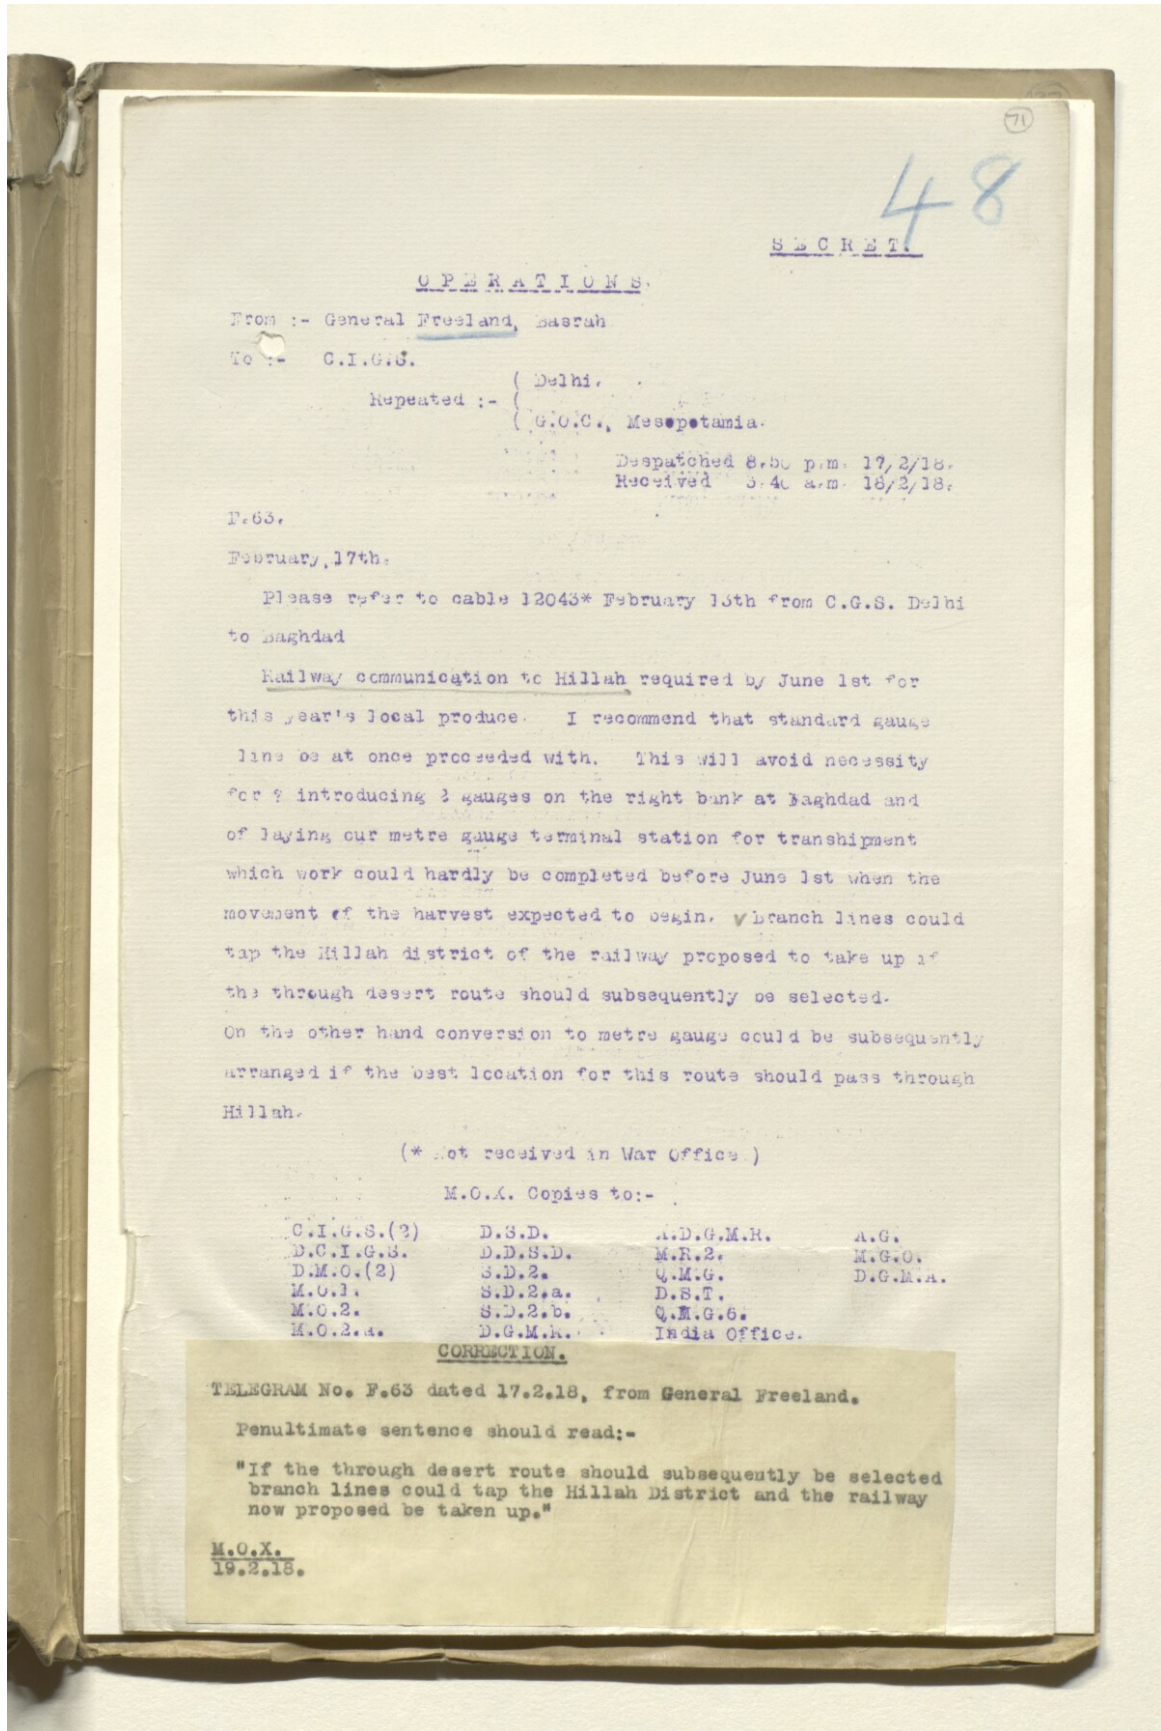 71
48
SECRET.
OPERATIONS.
From :- General Freeland, Basrah
To :- C.I.G.S.
( Delhi.
Repeated :- (
( G.O.C., Mesopotamia.
Despatched 8.50 p.m. 17/2/18.
Received 3.40 a.m. 18/2/18.
F.63.
February, 17th.
Please refer to cable 12043* February 13th from C.G.S. Delhi
to Baghdad
Railway communication to Hillah required by June 1st for
this year's local produce. I recommend that standard gauge
line be at once proceeded with. This will avoid necessity
for ? introducing 2 gauges on the right bank at Baghdad and
of laying our metre gauge terminal station for transhipment
which work could hardly be completed before June 1st when the
movement of the harvest expected to begin. √ branch lines could
tap the Hillah district of the railway proposed to take up if
the through desert route should subsequently be selected.
On the other hand conversion to metre gauge could be subsequently
arranged if the best location for this route should pass through
Hillah.
(* Not received in War Office.)
M.O.X. Copies to:-
C.I.G.S.(2) D.S.D. A.D.G.M.R. A.G.
D.C.I.G.S. D.D.S.D. M.R.2. M.G.O.
D.M.O.(2) S.D.2. Q.M.G. D.G.M.A.
M.O.1. S.D.2.a. D.S.T.
M.O.2. S.D.2.b. Q.M.G.6.
M.O.2.a. D.G.M.R. India Office.
CORRECTION.
TELEGRAM No. F.63 dated 17.2.18, from General Freeland.
Penultimate sentence should read:-
"If the through desert route should subsequently be selected
branch lines could tap the Hillah District and the railway
now proposed be taken up."
M.O.X.
19.2.18.